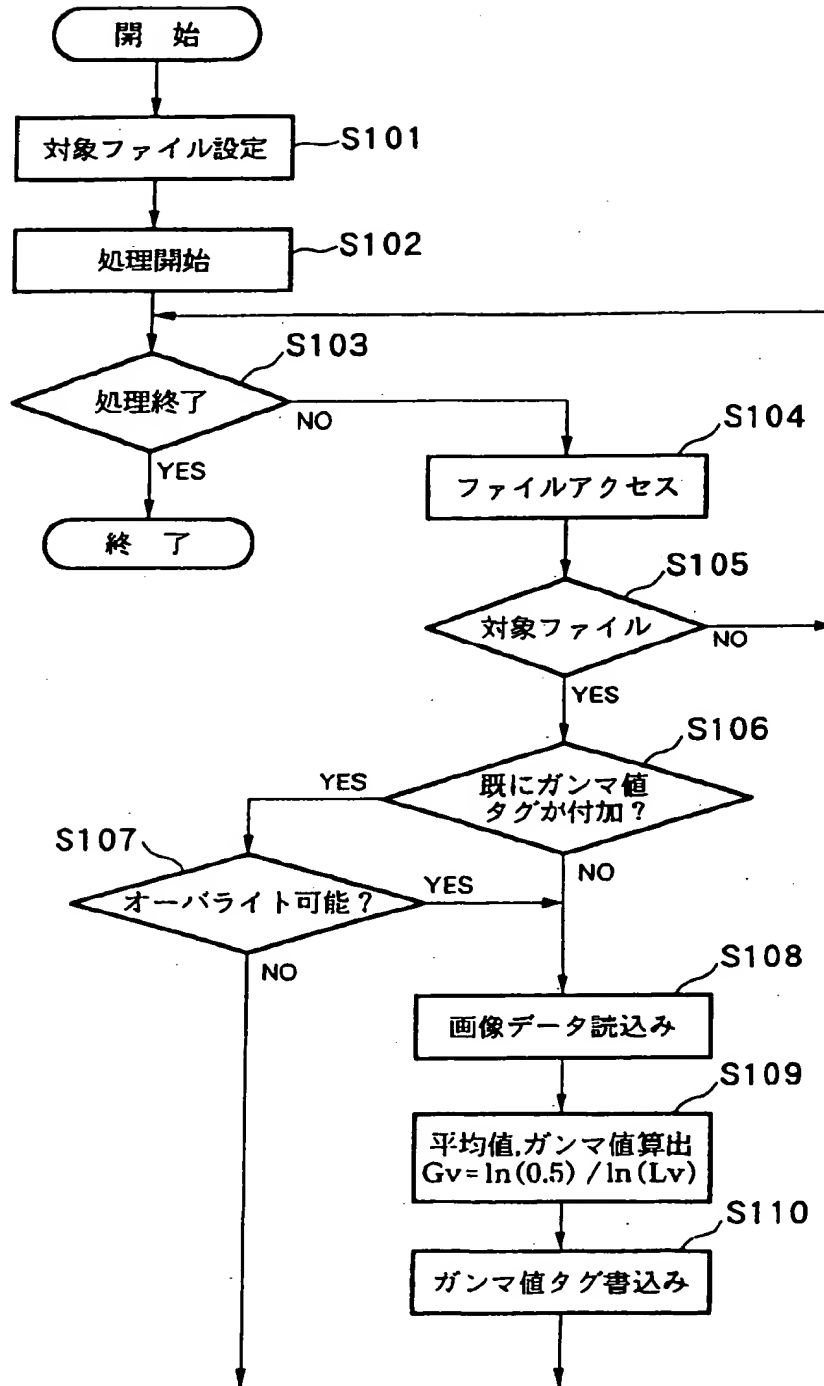 開 始
対象ファイル設定
S101
処理開始
S102
S103
処理終了
NO
YES
終 了
S104
ファイルアクセス
S105
対象ファイル
NO
YES
S106
既にガンマ値
タグが付加？
YES
NO
S107
オーバライト可能？
YES
NO
S108
画像データ読込み
S109
平均値,ガンマ値算出
Gv=ln(0.5)/ln(Lv)
S110
ガンマ値タグ書込み